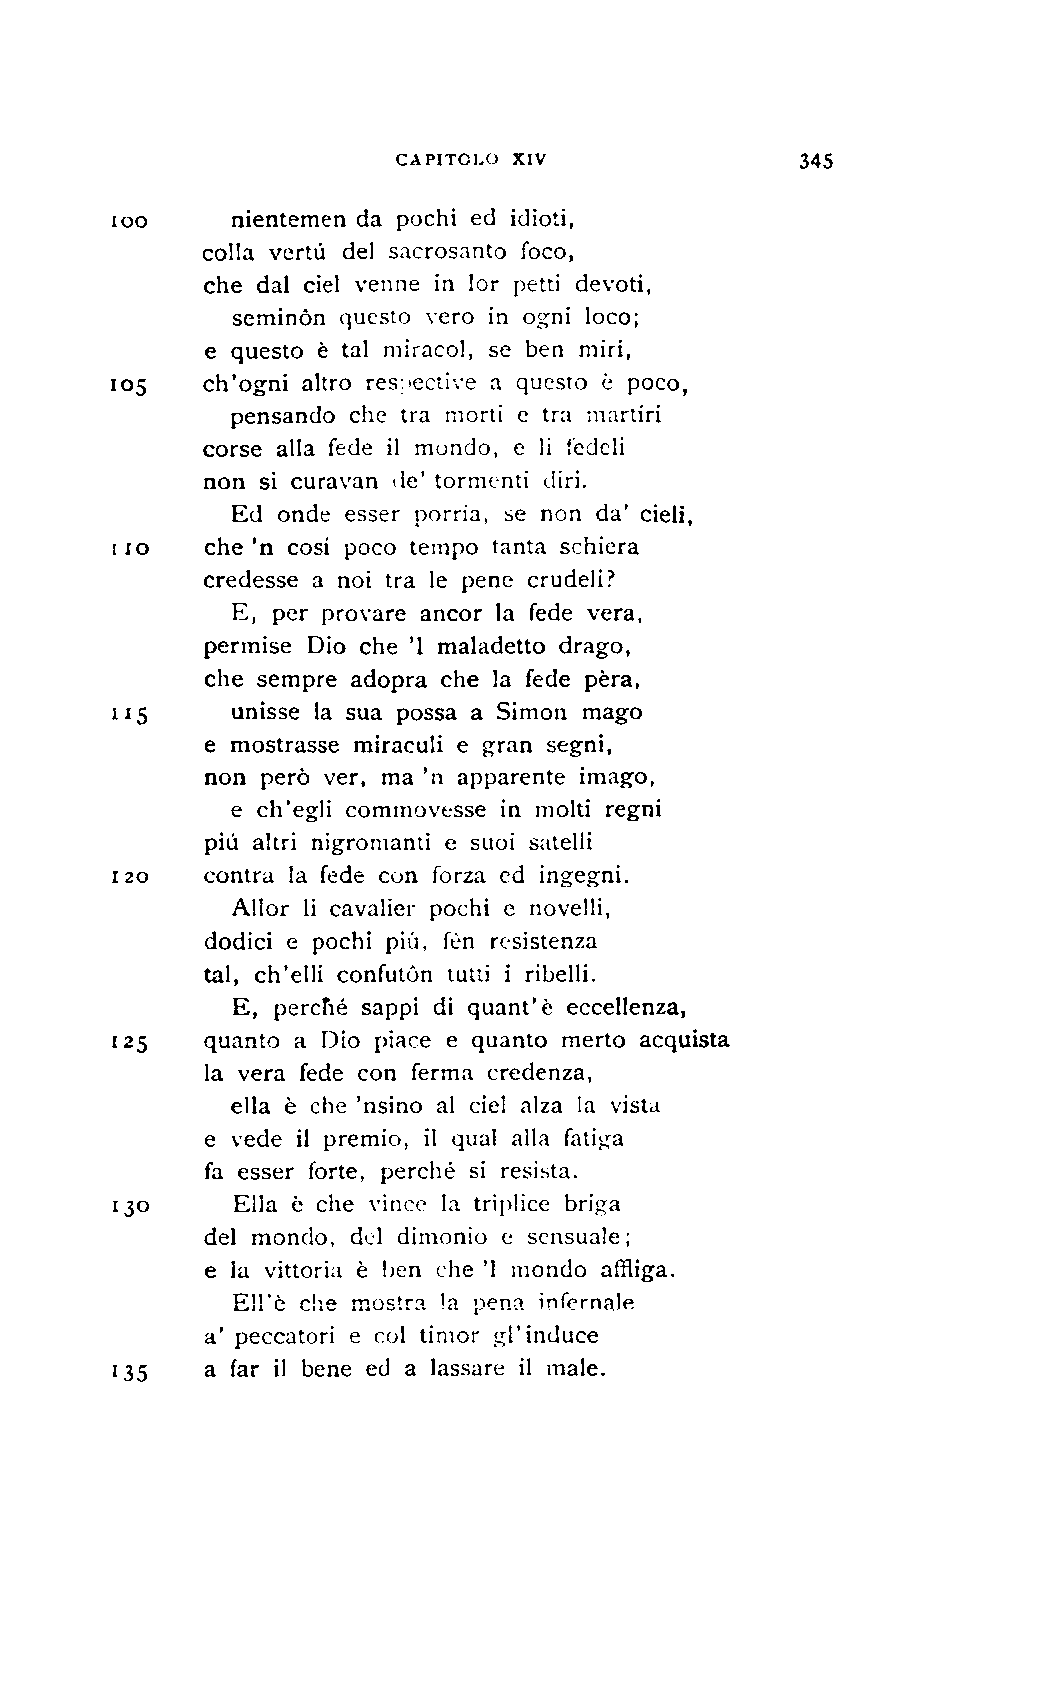 CAPITOLO XIV 345
100 nientemen da pochi ed idioti,
colla vertú del sacrosanto foco,
che dal ciel venne in lor petti devoti,
seminôn questo vero in ogni loco;
e questo è tal miracol, se ben miri,
105 ch'ogni altro respective a questo è poco,
pensando che tra morti e tra martíri
corse alla fede il mondo, e li fedeli
non si curavan de' tormenti diri.
Ed onde esser porria, se non da' cieli,
110 che 'n cosí poco tempo tanta schiera
credesse a noi tra le pene crudeli?
E, per provare ancor la fede vera,
permise Dio che 'l maladetto drago,
che sempre adopra che la fede pèra,
115 unisse la sua possa a Simon mago
e mostrasse miraculi e gran segni,
non però ver, ma 'n apparente imago,
e ch'egli commovesse in molti regni
piú altri nigromanti e suoi satelli
120 contra la fede con forza ed ingegni.
Allor li cavalier pochi e novelli,
dodici e pochi piú, fên resistenza
tal, ch'elli confutôn tutti i ribelli.
E, perché sappi di quant'è eccellenza,
125 quanto a Dio piace e quanto merto acquista
la vera fede con ferma credenza,
ella è che 'nsino al ciel alza la vista
e vede il premio, il qual alla fatiga
fa esser forte, perché si resista.
130 Ella è che vince la triplice briga
del mondo, del dimonio e sensuale;
e la vittoria è ben che 'l mondo affliga.
Ell'è che mostra la pena infernale
a' peccatori e col timor gl'induce
135 a far il bene ed a lassare il male.